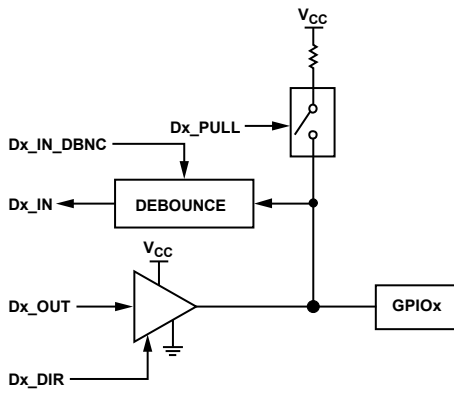 VCC
Dx_PULL
Dx_IN_DBNC
Dx_IN
DEBOUNCE
VCC
Dx_OUT
GPIOx
Dx_DIR